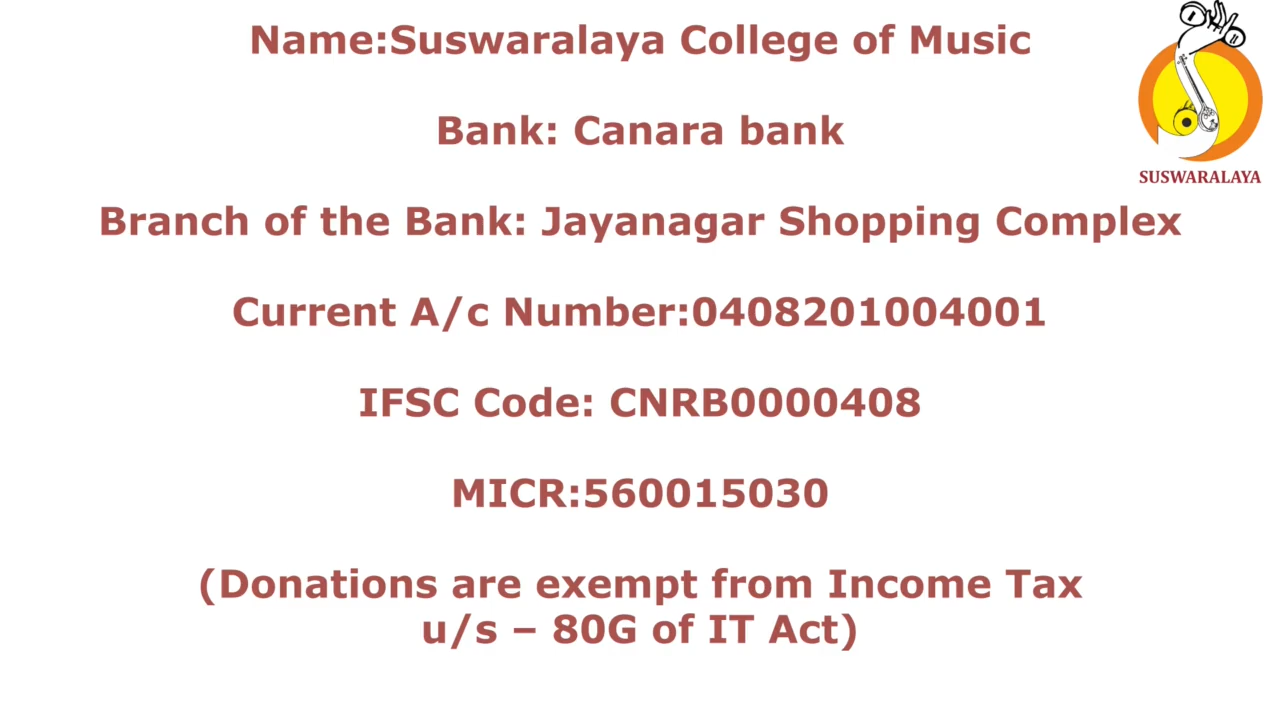 Name:Suswaralaya College of Music
Bank: Canara bank
SUSWARALAYA
Branch of the Bank: Jayanagar Shopping Complex
Current A/c Number:0408201004001
IFSC Code: CNRB0000408
MICR:560015030
(Donations are exempt from Income Tax
u/s – 80G of IT Act)